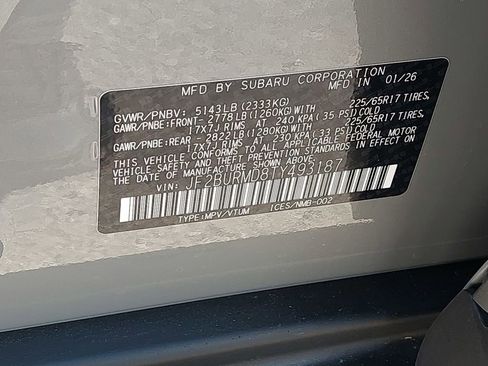 MFD BY SUBARU CORPORATION
MFD IN 01/26
GVWR/PNBV: 5143LB(2333KG)
GAWR/PNBE:FRONT- 2778LB(1260KG)WITH 225/65R17 TIRES,
17X7J RIMS AT 240 KPA( 35 PSI)COLD
GAWR/PNBE:REAR - 2822LB(1280KG)WITH 225/65R17 TIRES,
17X7J RIMS AT 230 KPA( 33 PSI)COLD
THIS VEHICLE CONFORMS TO ALL APPLICABLE FEDERAL MOTOR
VEHICLE SAFETY AND THEFT PREVENTION STANDARDS IN EFFECT
ON THE DATE OF MANUFACTURE SHOWN ABOVE.
VIN: JF2BURMD8TY493187
TYPE:MPV/VTUM ICES/NMB-002